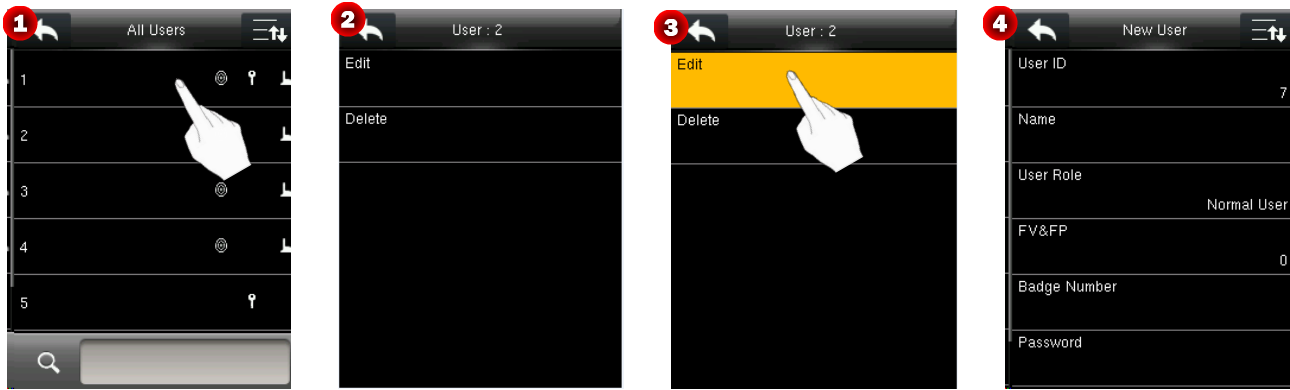 1
All Users
1
2
3
4
5
2
User : 2
Edit
Delete
3
User : 2
Edit
Delete
4
New User
User ID
7
Name
User Role
Normal User
FV&FP
0
Badge Number
Password